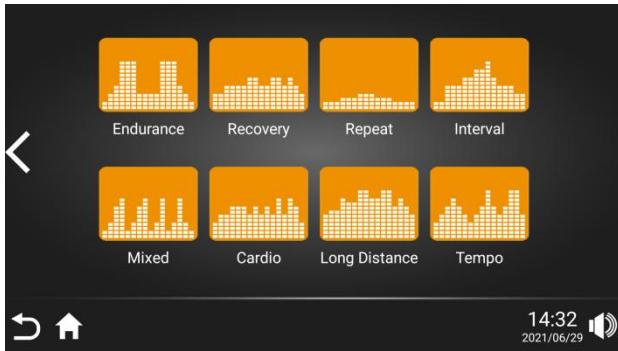 Endurance
Recovery
Repeat
Interval
Mixed
Cardio
Long Distance
Tempo
14:32
2021/06/29